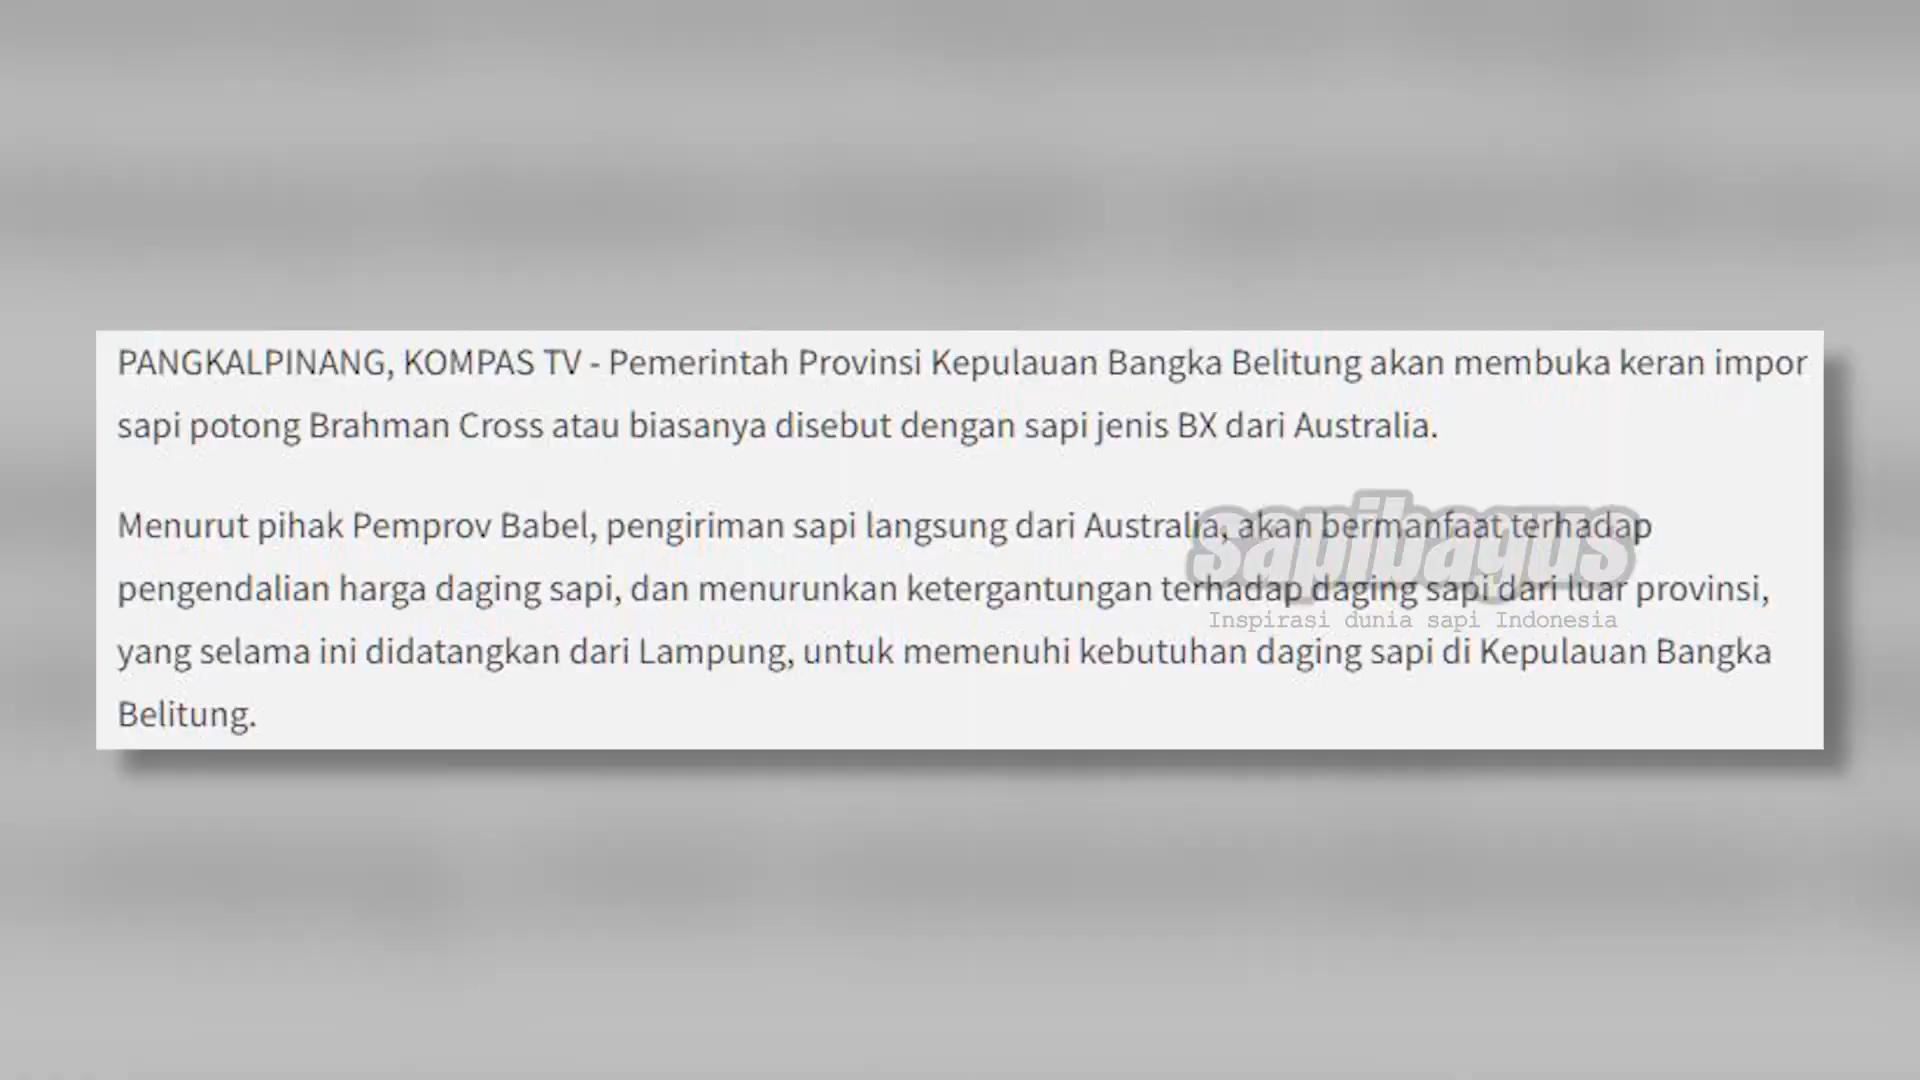 PANGKALPINANG, KOMPAS TV - Pemerintah Provinsi Kepulauan Bangka Belitung akan membuka keran impor
sapi potong Brahman Cross atau biasanya disebut dengan sapi jenis BX dari Australia.
Menurut pihak Pemprov Babel, pengiriman sapi langsung dari Australia, akan bermanfaat terhadap
pengendalian harga daging sapi, dan menurunkan ketergantungan terhadap daging sapi dari luar provinsi,
yang selama ini didatangkan dari Lampung, untuk memenuhi kebutuhan daging sapi di Kepulauan Bangka
Belitung.
sapibagus
Inspirasi dunia sapi Indonesia